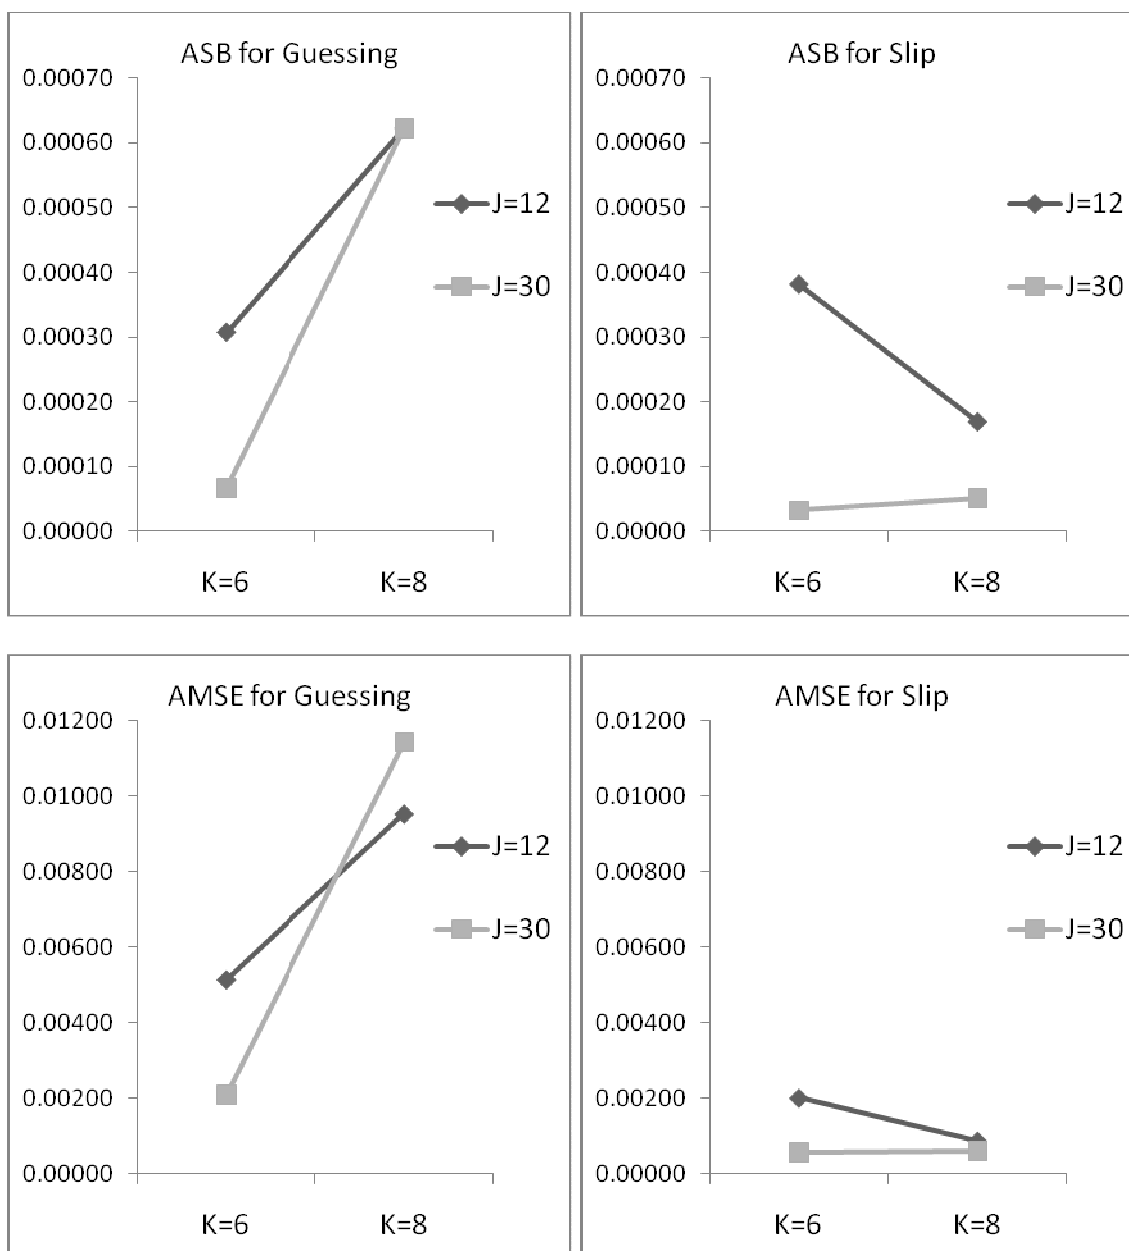 ASB for Guessing
0.00070
0.00060
0.00050
0.00040
0.00030
0.00020
0.00010
0.00000
K=6 K=8
J=12
J=30
ASB for Slip
0.00070
0.00060
0.00050
0.00040
0.00030
0.00020
0.00010
0.00000
K=6 K=8
J=12
J=30
AMSE for Guessing
0.01200
0.01000
0.00800
0.00600
0.00400
0.00200
0.00000
K=6 K=8
J=12
J=30
AMSE for Slip
0.01200
0.01000
0.00800
0.00600
0.00400
0.00200
0.00000
K=6 K=8
J=12
J=30